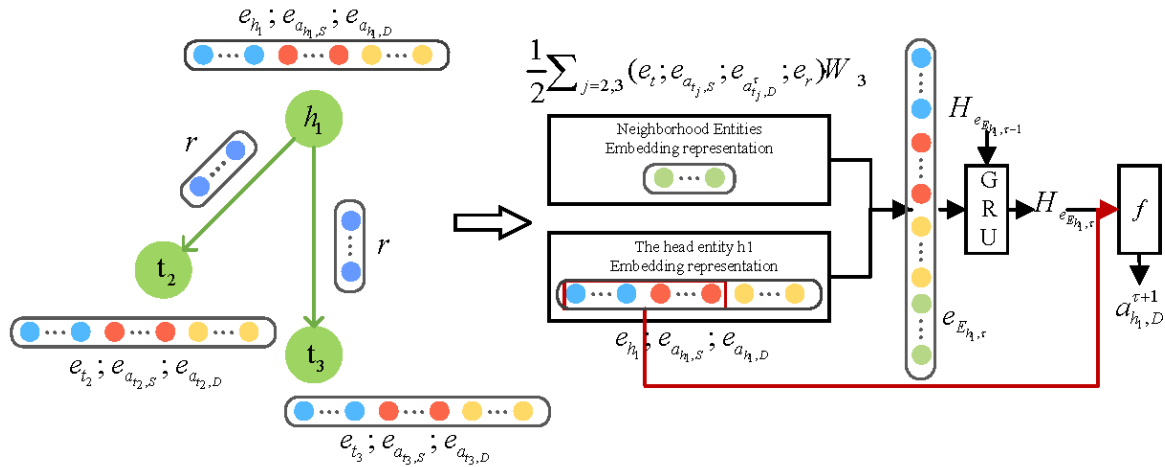 e_{h_1} ; e_{a_{h_1,S}} ; e_{a_{h_1,D}}
h_1
r
r
t_2
t_3
e_{t_2} ; e_{a_{t_2,S}} ; e_{a_{t_2,D}}
e_{t_3} ; e_{a_{t_3,S}} ; e_{a_{t_3,D}}
\frac{1}{2} \sum_{j=2,3} (e_t ; e_{a_{t_j,S}} ; e_{a^τ_{t_j,D}} ; e_r) W_3
Neighborhood Entities
Embedding representation
The head entity h1
Embedding representation
e_{h_1} ; e_{a_{h_1,S}} ; e_{a_{h_1,D}}
e_{E_{h_1,τ}}
H_{e_{E_{h_1,τ-1}}}
GRU
H_{e_{E_{h_1,τ}}}
f
a^{τ+1}_{h_1,D}